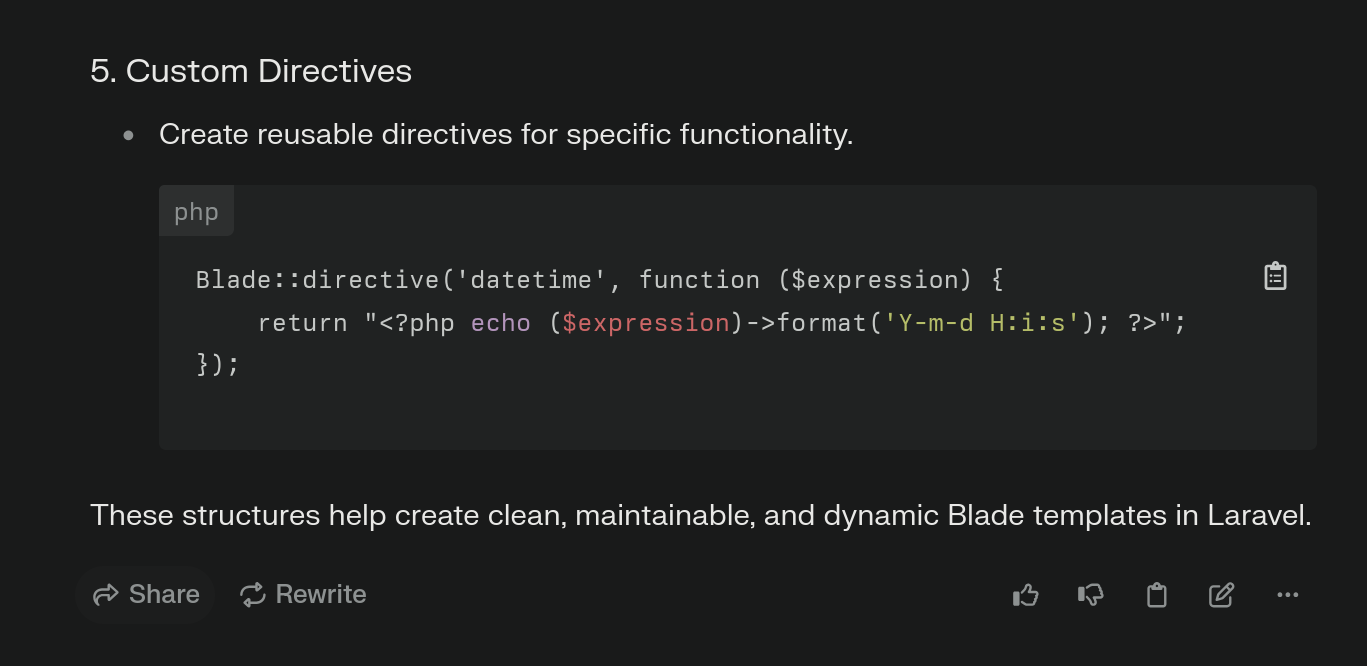 5. Custom Directives
• Create reusable directives for specific functionality.
php
Blade::directive('datetime', function ($expression) {
    return "<?php echo ($expression)->format('Y-m-d H:i:s'); ?>";
});
These structures help create clean, maintainable, and dynamic Blade templates in Laravel.
Share Rewrite